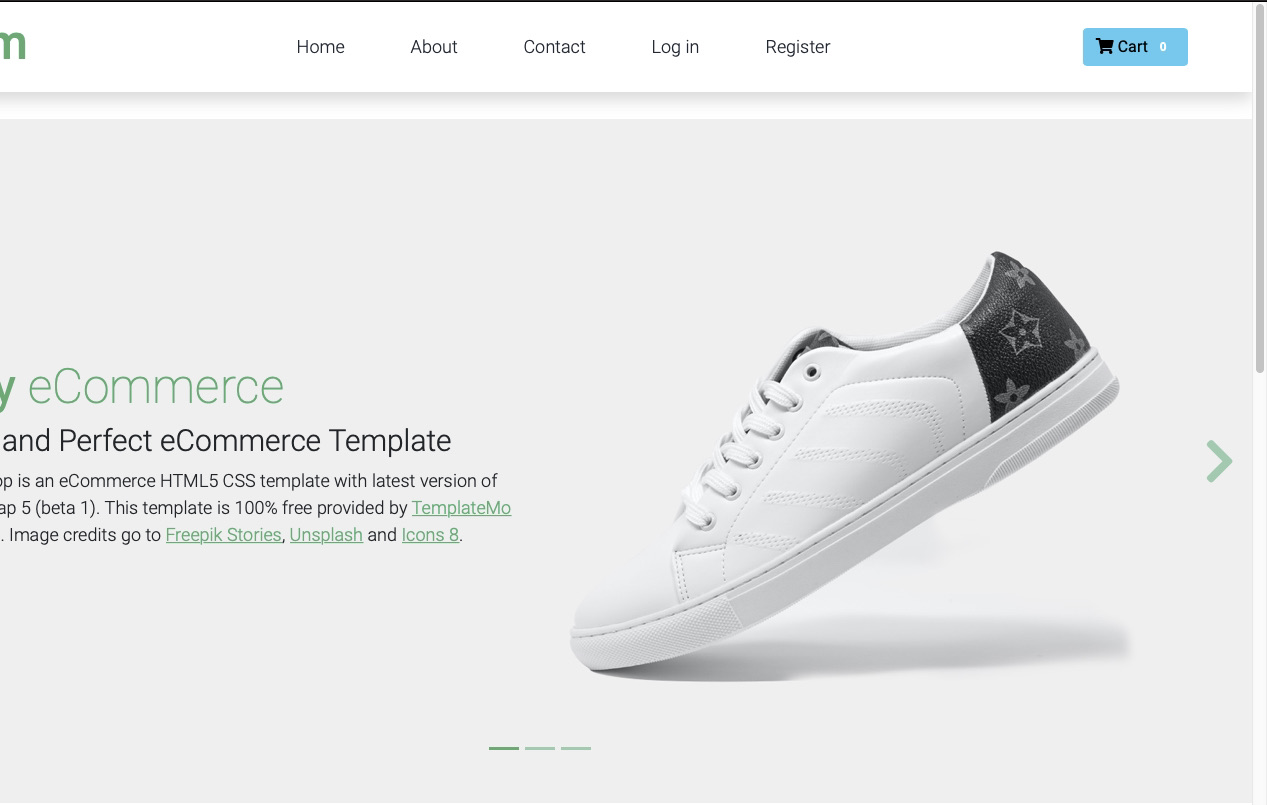 m
Home About Contact Log in Register
Cart 0
y eCommerce
and Perfect eCommerce Template
op is an eCommerce HTML5 CSS template with latest version of
ap 5 (beta 1). This template is 100% free provided by TemplateMo
. Image credits go to Freepik Stories, Unsplash and Icons 8.